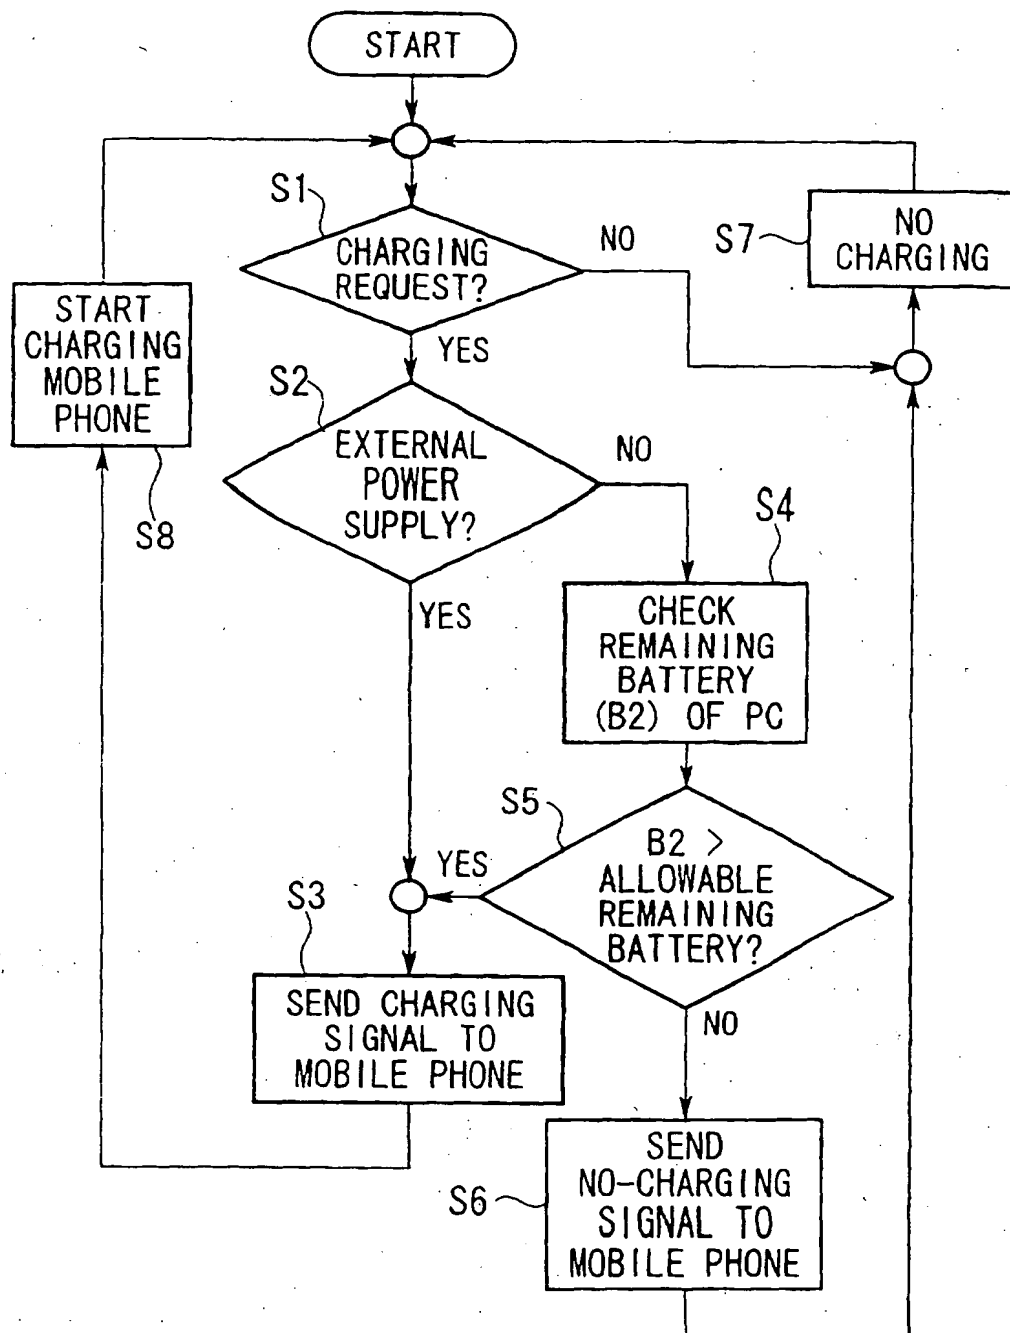 START
S1
CHARGING
REQUEST?
NO
YES
S7
NO
CHARGING
START
CHARGING
MOBILE
PHONE
S8
S2
EXTERNAL
POWER
SUPPLY?
NO
YES
S4
CHECK
REMAINING
BATTERY
(B2) OF PC
S5
B2 >
ALLOWABLE
REMAINING
BATTERY?
YES
NO
S3
SEND CHARGING
SIGNAL TO
MOBILE PHONE
S6
SEND
NO-CHARGING
SIGNAL TO
MOBILE PHONE